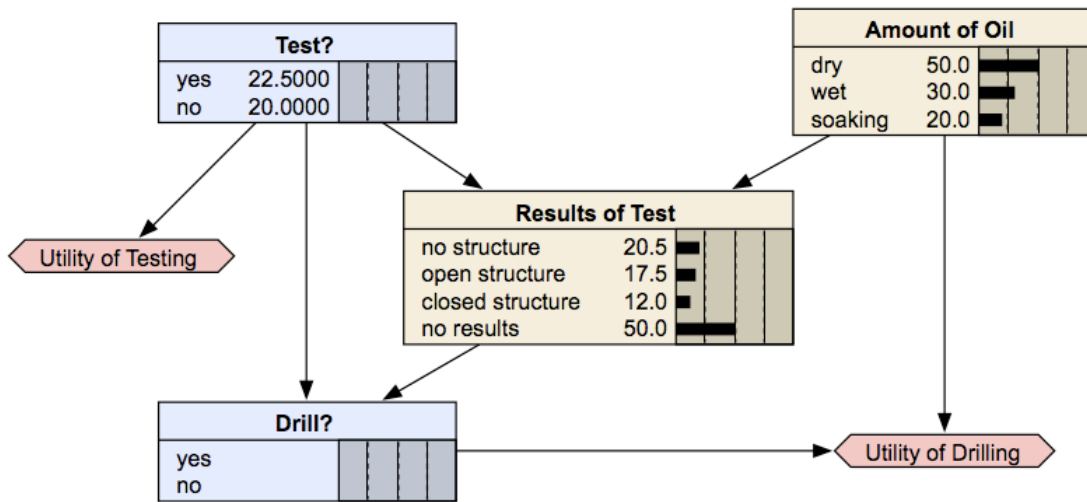 Test?
yes 22.5000
no 20.0000
Amount of Oil
dry 50.0
wet 30.0
soaking 20.0
Results of Test
no structure 20.5
open structure 17.5
closed structure 12.0
no results 50.0
Utility of Testing
Drill?
yes
no
Utility of Drilling